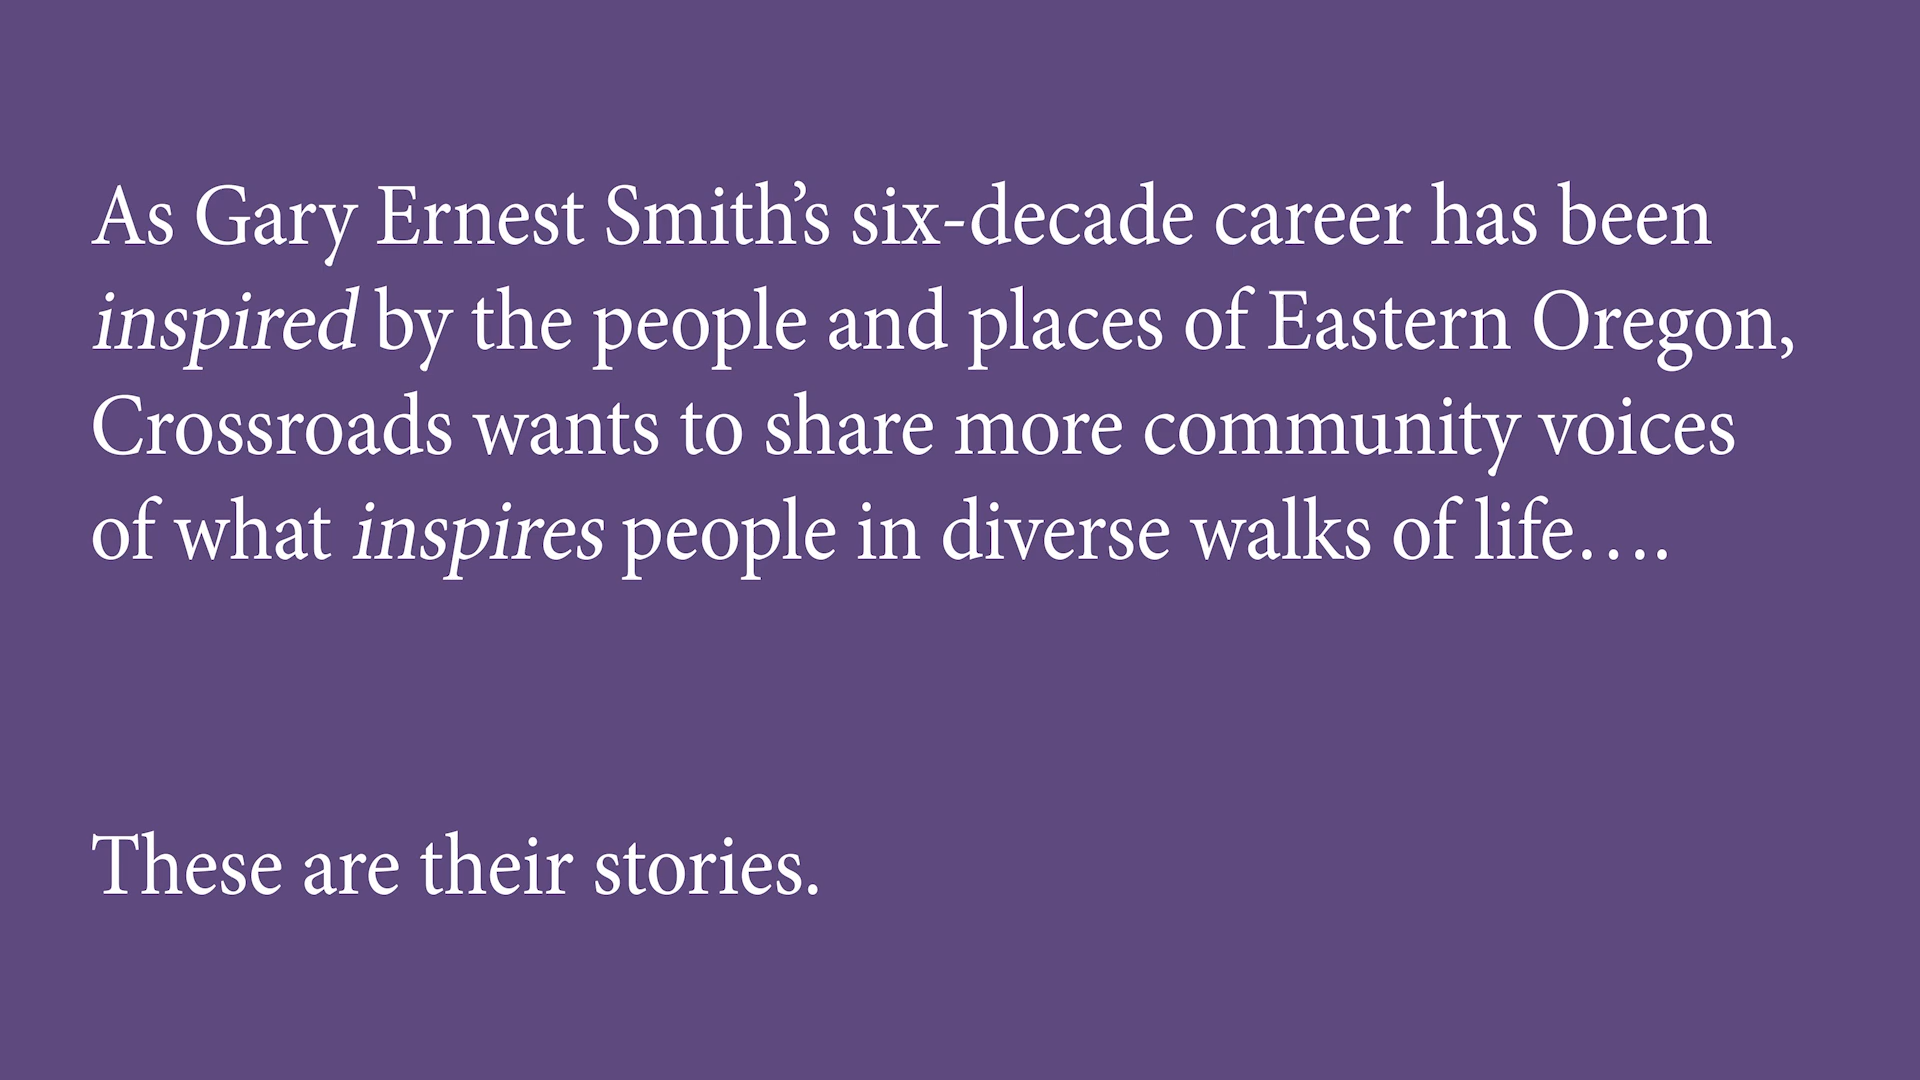 As Gary Ernest Smith’s six-decade career has been
inspired by the people and places of Eastern Oregon,
Crossroads wants to share more community voices
of what inspires people in diverse walks of life….
These are their stories.